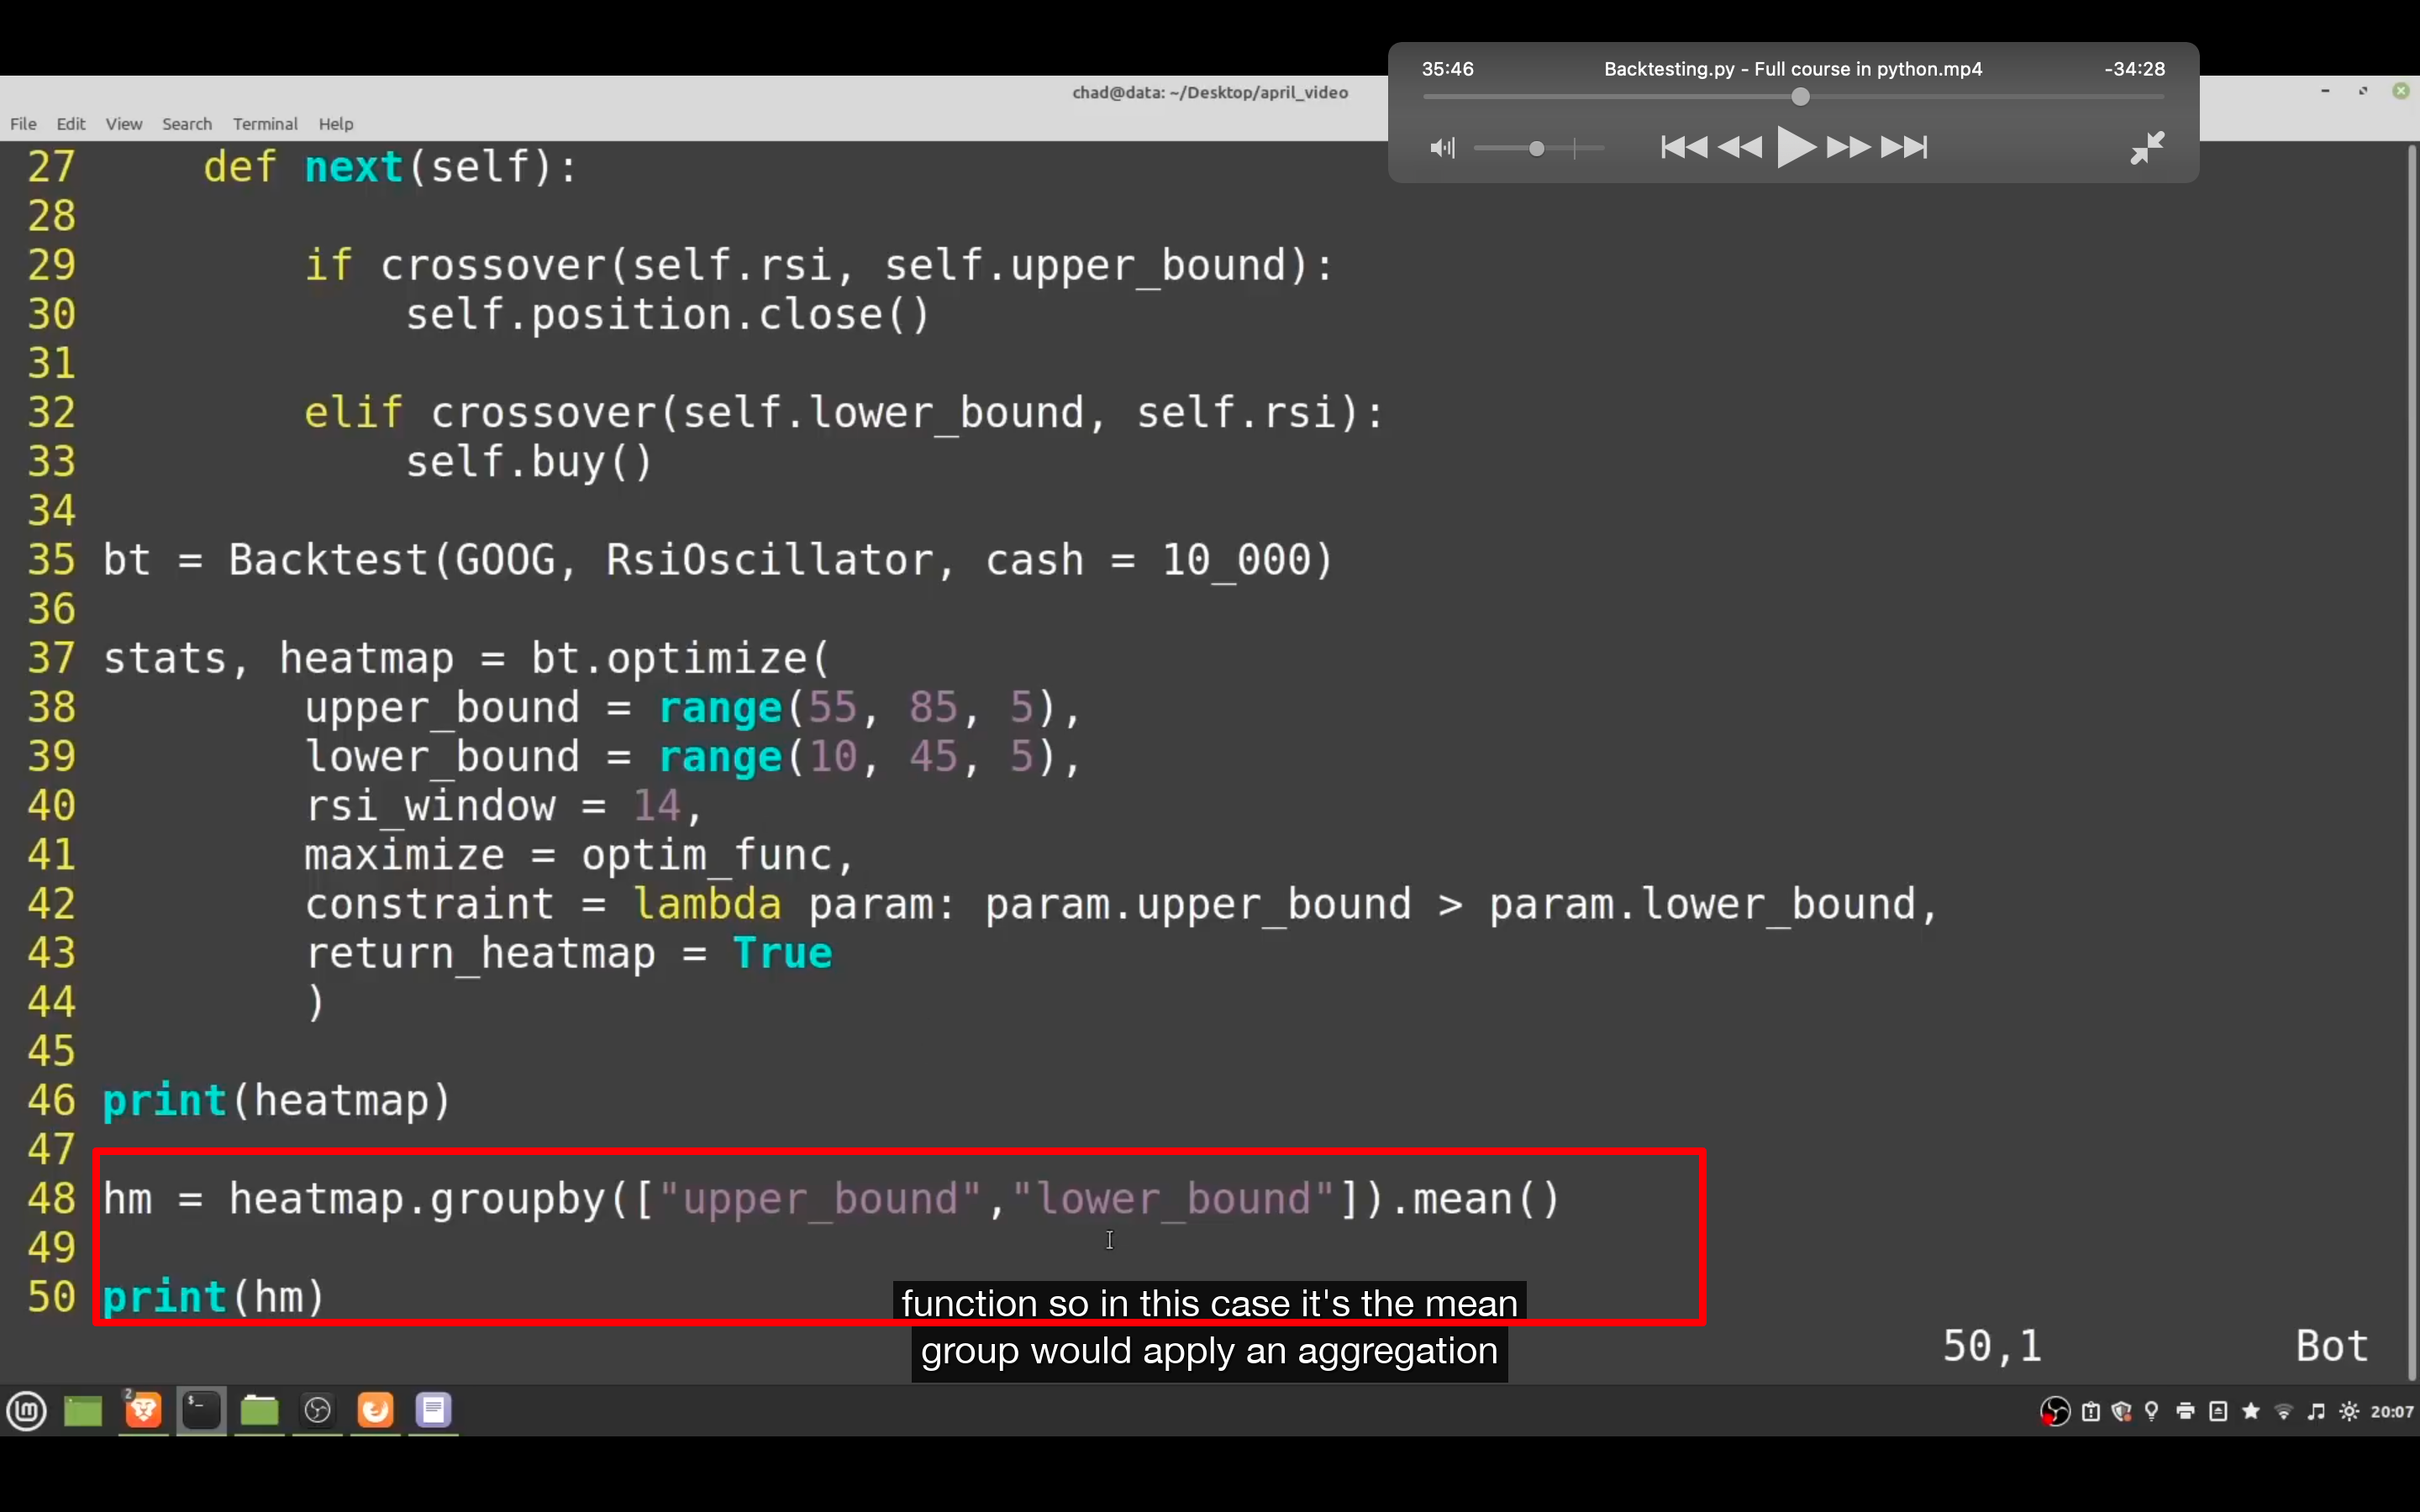 35:46 Backtesting.py - Full course in python.mp4 -34:28
chad@data: ~/Desktop/april_video
File Edit View Search Terminal Help
27     def next(self):
28
29         if crossover(self.rsi, self.upper_bound):
30             self.position.close()
31
32         elif crossover(self.lower_bound, self.rsi):
33             self.buy()
34
35 bt = Backtest(GOOG, RsiOscillator, cash = 10_000)
36
37 stats, heatmap = bt.optimize(
38         upper_bound = range(55, 85, 5),
39         lower_bound = range(10, 45, 5),
40         rsi_window = 14,
41         maximize = optim_func,
42         constraint = lambda param: param.upper_bound > param.lower_bound,
43         return_heatmap = True
44         )
45
46 print(heatmap)
47
48 hm = heatmap.groupby(["upper_bound","lower_bound"]).mean()
49
50 print(hm)
function so in this case it's the mean
group would apply an aggregation
50,1 Bot
2
$_
20:07